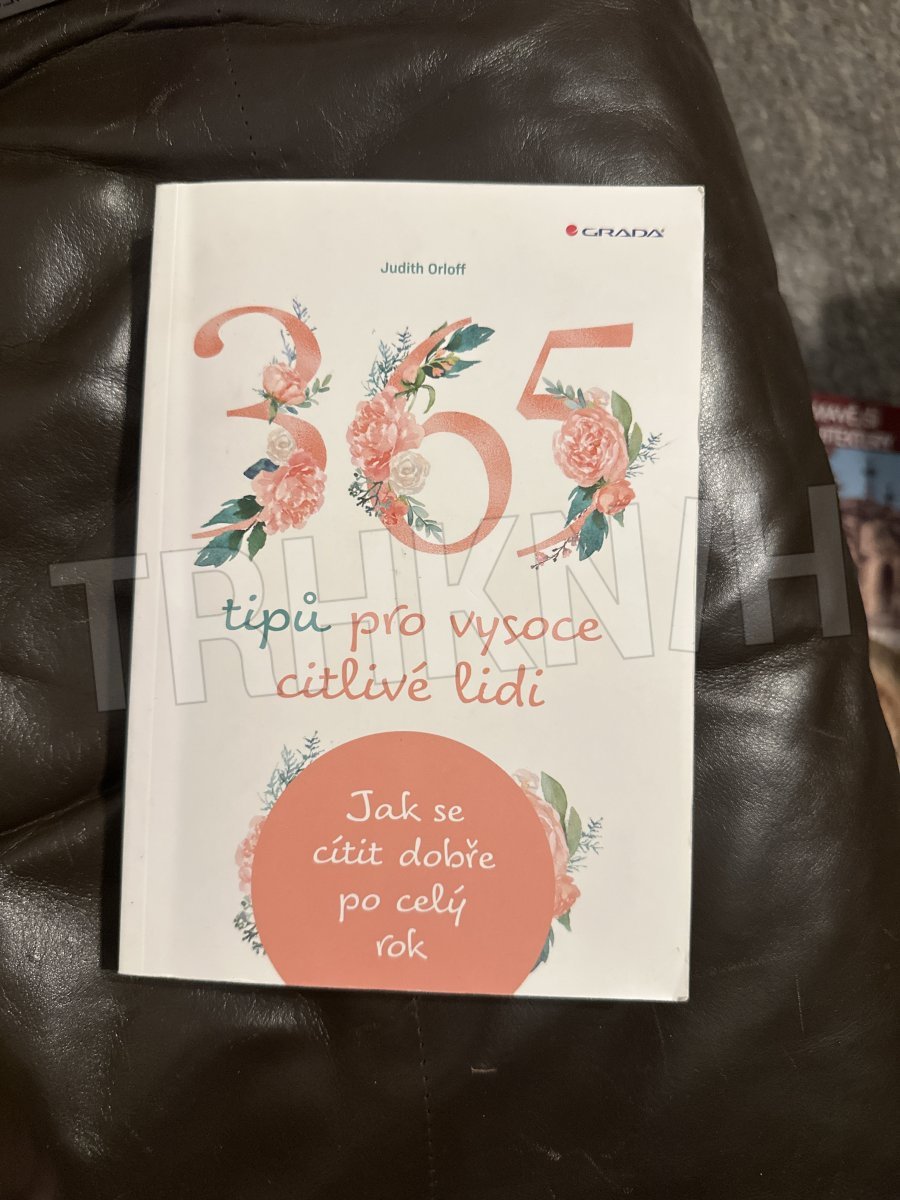 GRADA
Judith Orloff
365
tipů pro vysoce
citlivé lidi
Jak se
cítit dobře
po celý
rok
TRHKNIH